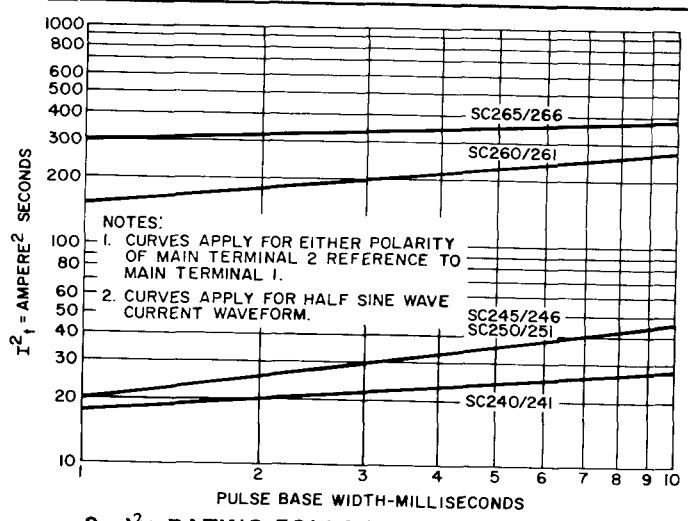 1000
800
600
400
300
200
100
80
60
50
40
30
20
10
I²t = AMPERE² SECONDS
SC265/266
SC260/261
NOTES:
1. CURVES APPLY FOR EITHER POLARITY
OF MAIN TERMINAL 2 REFERENCE TO
MAIN TERMINAL 1.
2. CURVES APPLY FOR HALF SINE WAVE
CURRENT WAVEFORM.
SC245/246
SC250/251
SC240/241
1 2 3 4 5 6 7 8 9 10
PULSE BASE WIDTH-MILLISECONDS